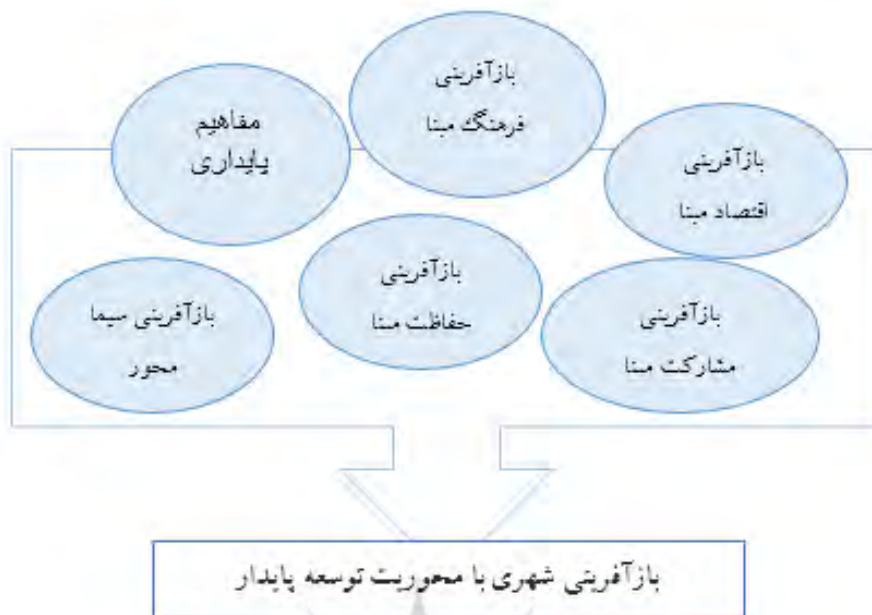 بازآفرینی
فرهنگ مبنا
مفاهیم
پایداری
بازآفرینی
اقتصاد مبنا
بازآفرینی
حفاظت مبنا
بازآفرینی
مشارکت مبنا
بازآفرینی سیما
محور
بازآفرینی شهری با محوریت توسعه پایدار